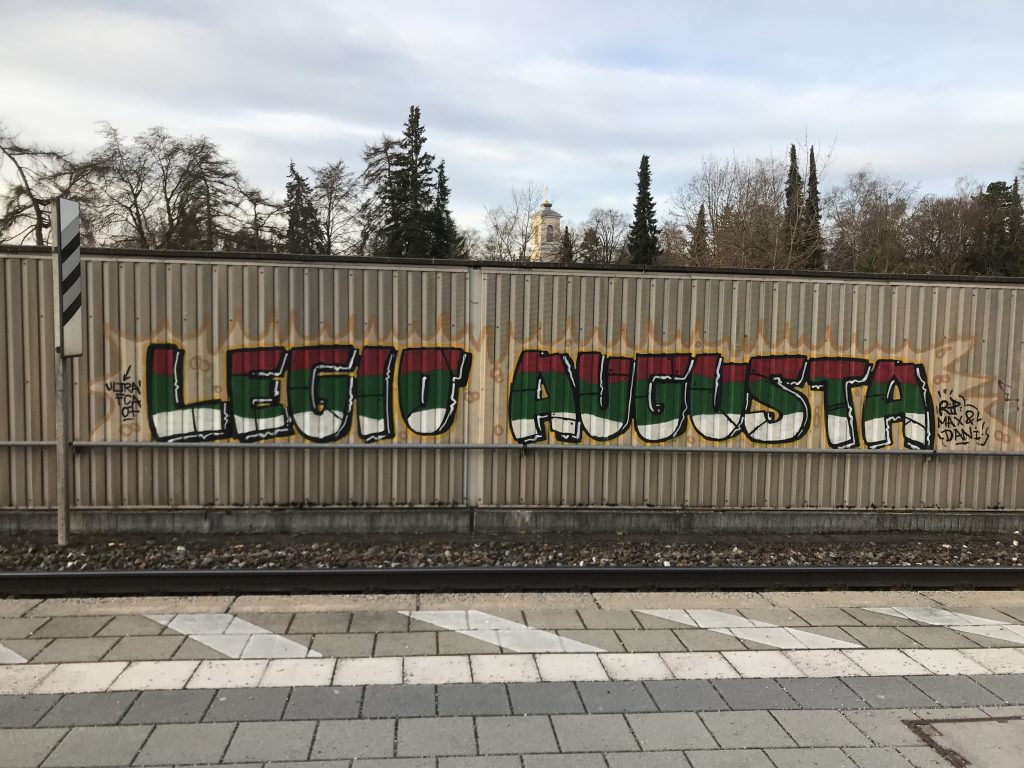 LEGIO AUGUSTA
ULTRA'
FCA
07
RIP
MAX &
DANI